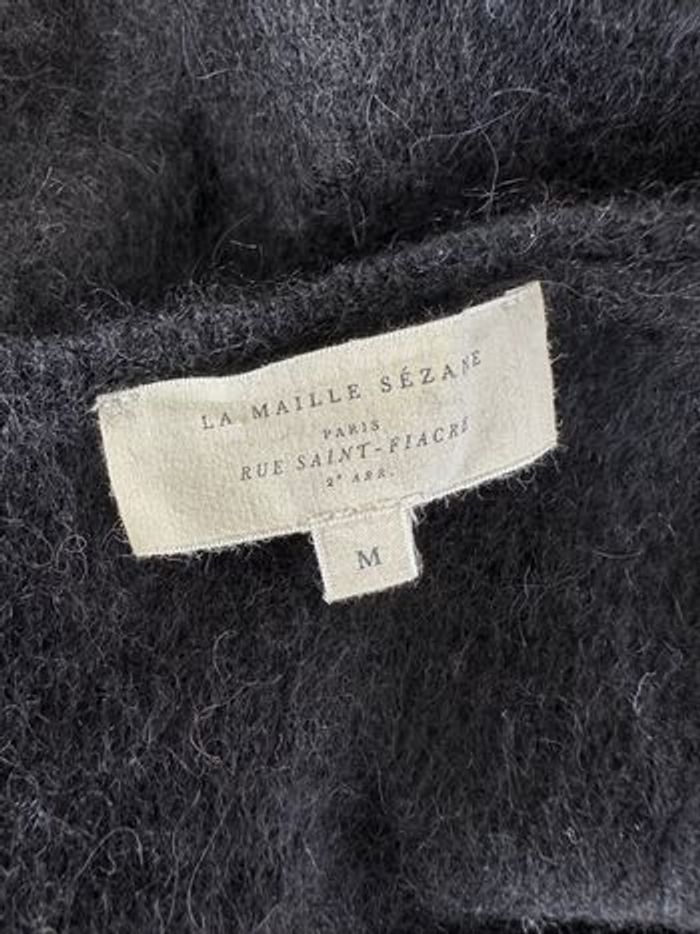 LA MAILLE SÉZANE
PARIS
RUE SAINT-FIACRE
2ᵉ ARR.
M